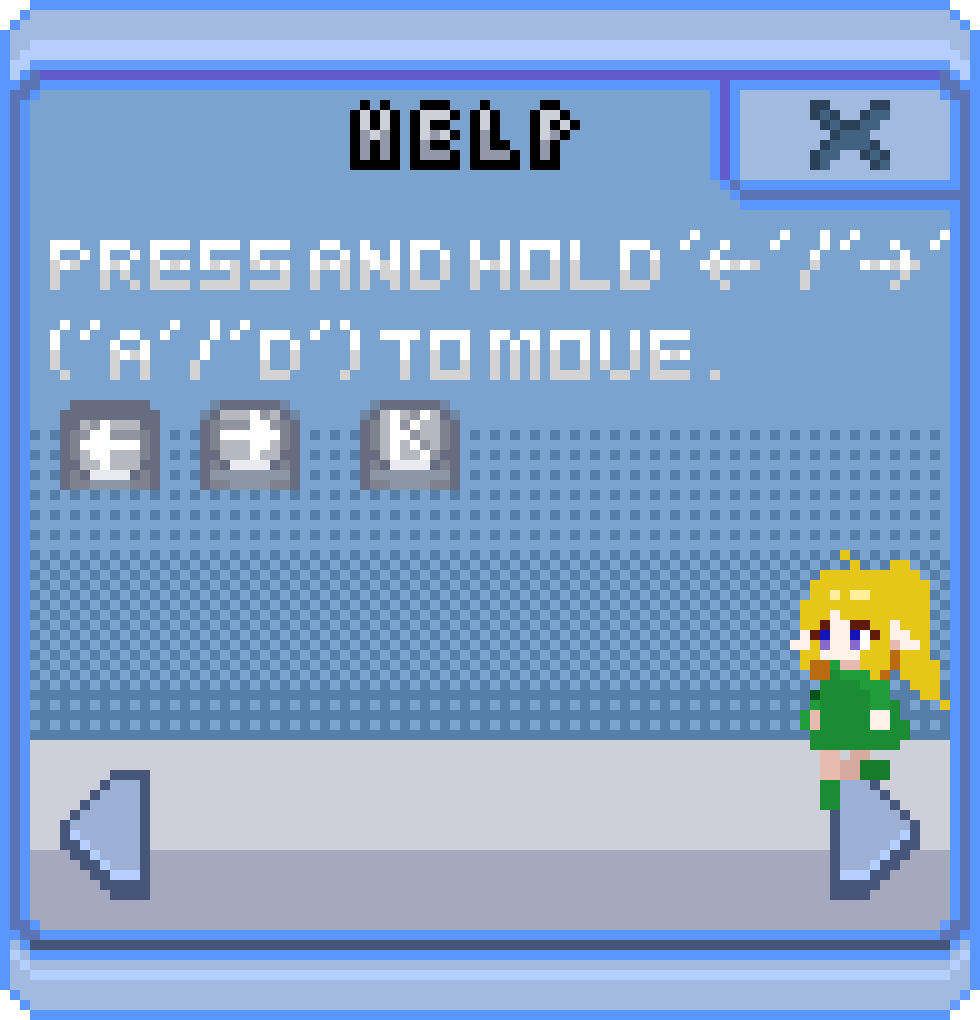 HELP
PRESS AND HOLD '←'/'→'
('A'/'D') TO MOVE.
← → K